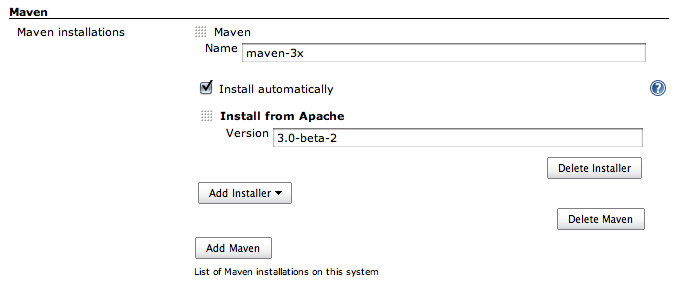 Maven
Maven installations
Maven
Name maven-3x
Install automatically
?
Install from Apache
Version 3.0-beta-2
Delete Installer
Add Installer
Delete Maven
Add Maven
List of Maven installations on this system